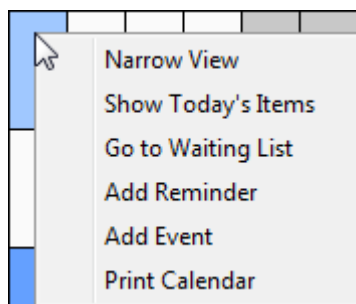 Narrow View
Show Today's Items
Go to Waiting List
Add Reminder
Add Event
Print Calendar